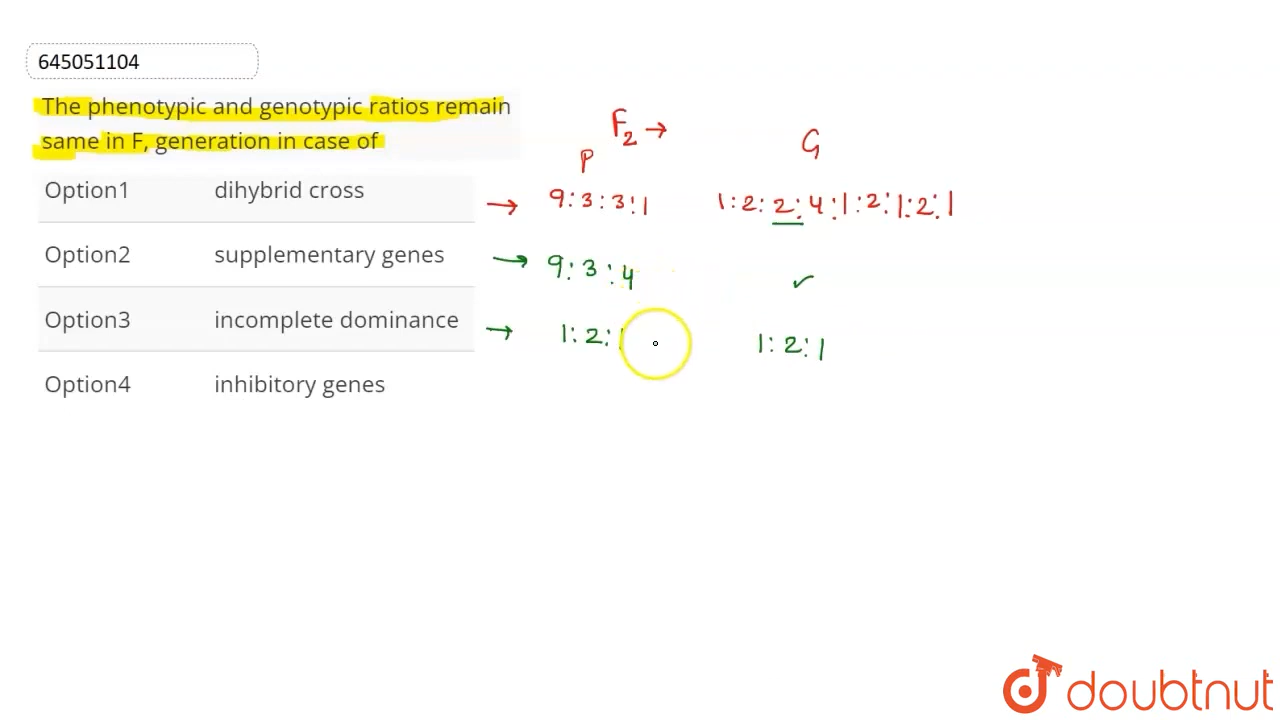 645051104
The phenotypic and genotypic ratios remain
same in F, generation in case of
F2 →
P G
Option1 dihybrid cross → 9:3:3:1 1:2:2:4:1:2:1:2:1
Option2 supplementary genes → 9:3:4 ✓
Option3 incomplete dominance → 1:2:1 1:2:1
Option4 inhibitory genes
doubtnut